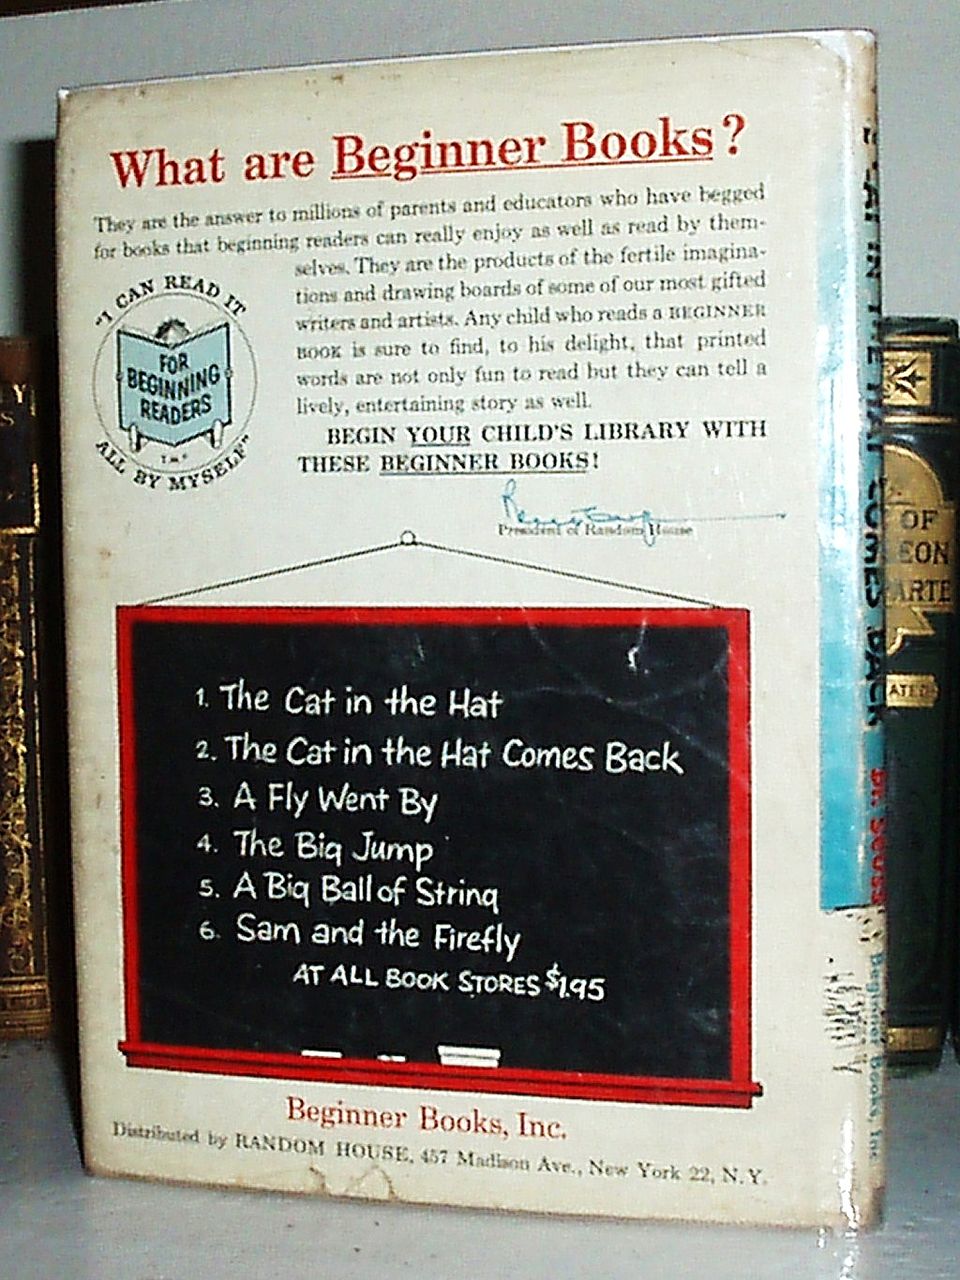 What are Beginner Books?
They are the answer to millions of parents and educators who have begged
for books that beginning readers can really enjoy as well as read by them-
selves. They are the products of the fertile imagina-
tions and drawing boards of some of our most gifted
writers and artists. Any child who reads a BEGINNER
BOOK is sure to find, to his delight, that printed
words are not only fun to read but they can tell a
lively, entertaining story as well.
BEGIN YOUR CHILD'S LIBRARY WITH
THESE BEGINNER BOOKS!
"I CAN READ IT
ALL BY MYSELF"
FOR
BEGINNING
READERS
President of Random House
1. The Cat in the Hat
2. The Cat in the Hat Comes Back
3. A Fly Went By
4. The Big Jump
5. A Big Ball of String
6. Sam and the Firefly
AT ALL BOOK STORES $1.95
Beginner Books, Inc.
Distributed by RANDOM HOUSE, 457 Madison Ave., New York 22, N. Y.
CAT IN THE HAT COMES BACK
Dr. Seuss
Beginner Books, Inc.
OF
EON
ARTE
ATED